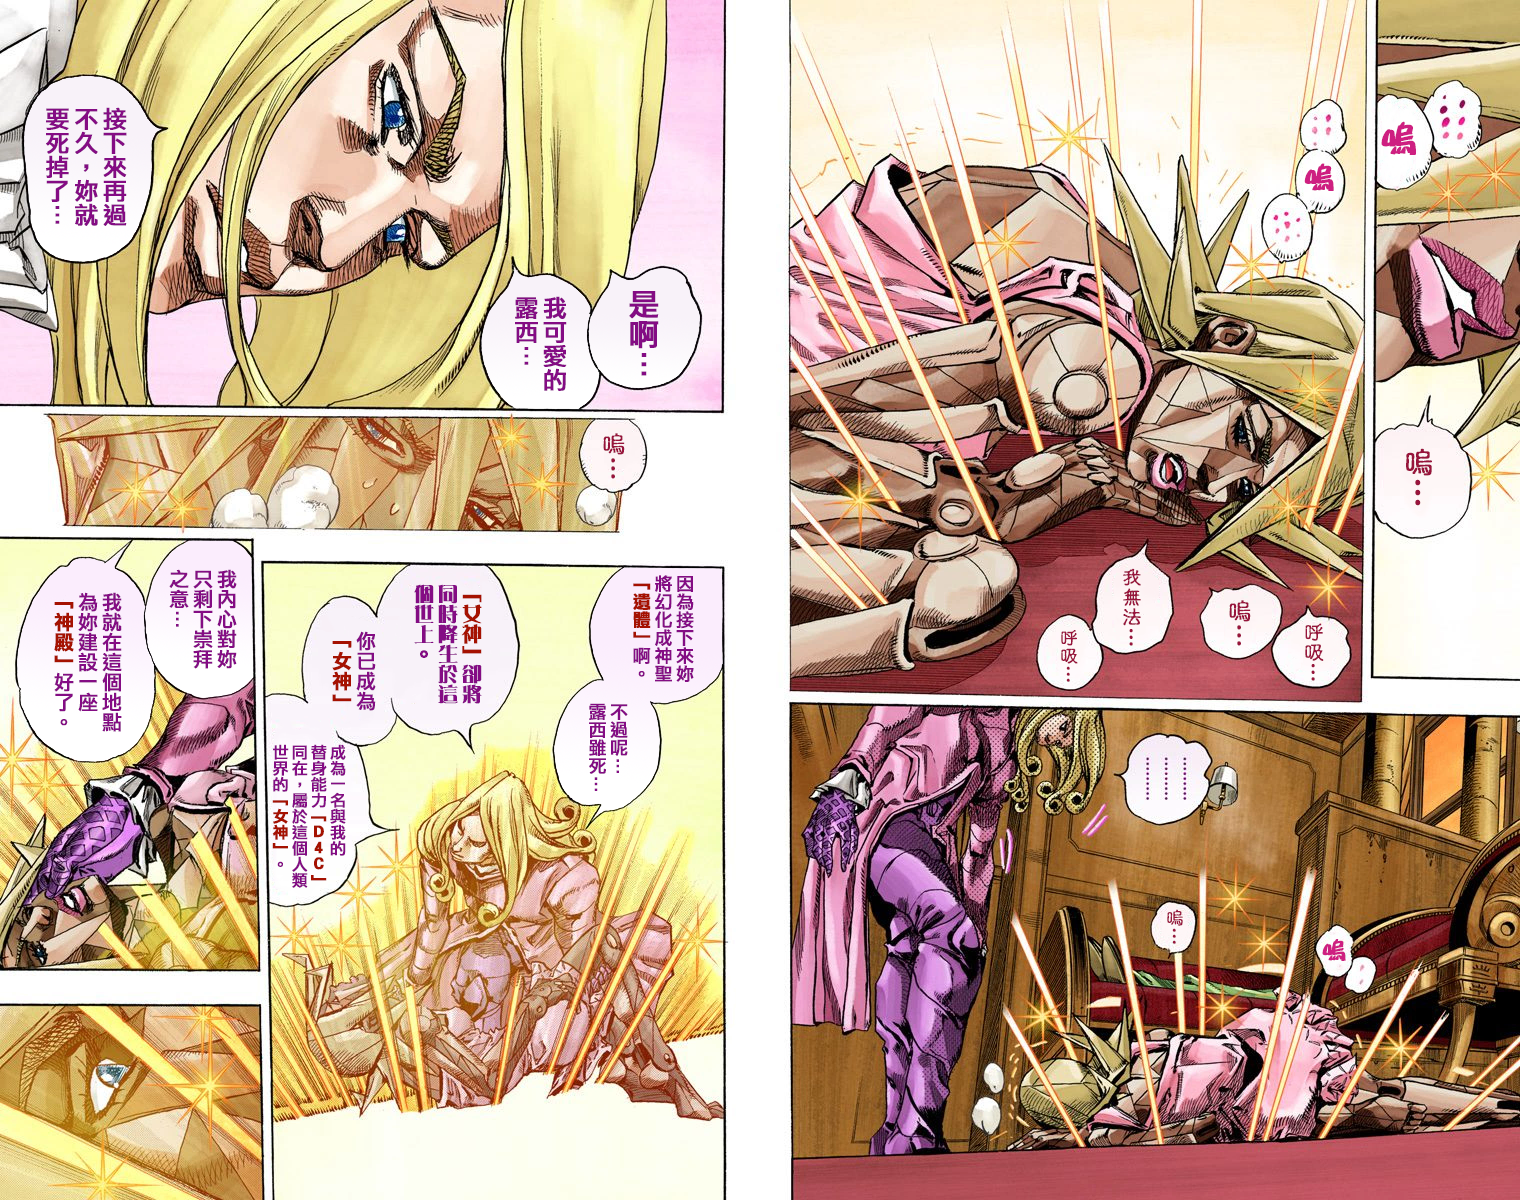 嗚
嗚…
嗚
呼吸…
嗚…
我無法…
呼吸…
………………
嗚…
嗚
是啊…
我可愛的
露西…
接下來再過
不久，妳就
要死掉了…
嗚…
因為接下來妳
將幻化成神聖
「遺體」啊。
不過呢…
露西雖死…
「女神」卻將
同時降生於這
個世上。
你已成為
「女神」
成為一名與我的
替身能力「D4C」
同在，屬於這個人類
世界的「女神」。
我內心對妳
只剩下崇拜
之意…
我就在這個地點
為妳建設一座
「神殿」好了。